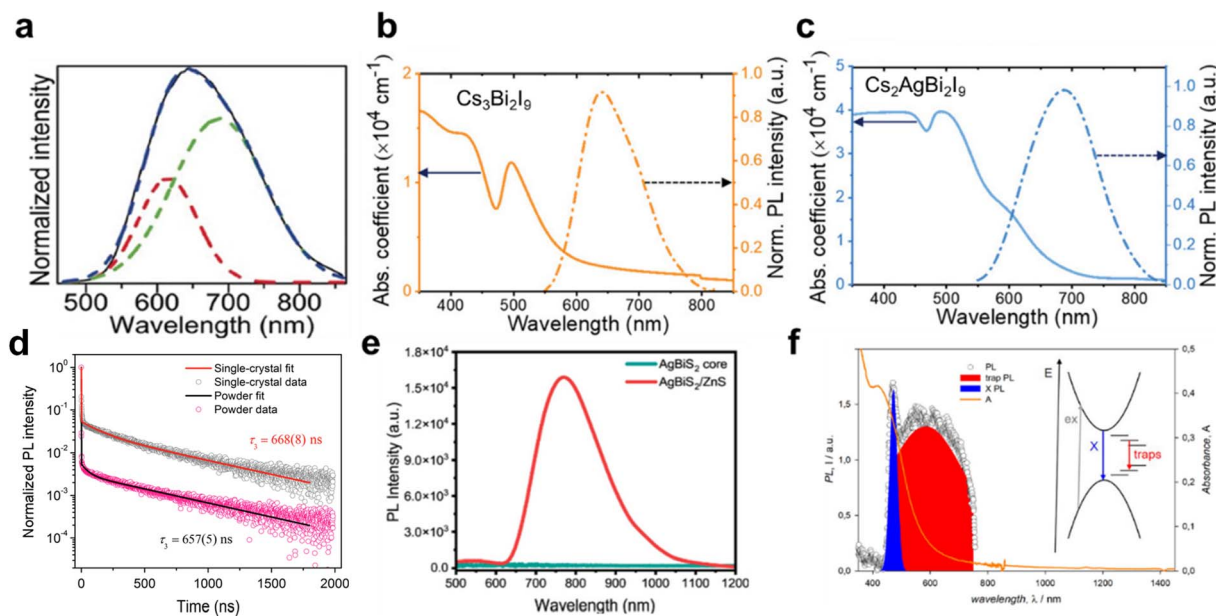 a
Normalized intensity
500 600 700 800
Wavelength (nm)
b
Cs₃Bi₂I₉
Abs. coefficient (×10⁴ cm⁻¹)
2
1
0
Norm. PL intensity (a.u.)
1.0
0.8
0.6
0.4
0.2
0.0
400 500 600 700 800
Wavelength (nm)
c
Cs₂AgBi₂I₉
Abs. coefficient (×10⁴ cm⁻¹)
5
4
3
2
1
0
Norm. PL intensity (a.u.)
1.0
0.8
0.6
0.4
0.2
0.0
400 500 600 700 800
Wavelength (nm)
d
Normalized PL intensity
10⁰
10⁻¹
10⁻²
10⁻³
10⁻⁴
Single-crystal fit
Single-crystal data
Powder fit
Powder data
τ₃ = 668(8) ns
τ₃ = 657(5) ns
0 500 1000 1500 2000
Time (ns)
e
PL Intensity (a.u.)
1.8×10⁴
1.5×10⁴
1.2×10⁴
9.0×10³
6.0×10³
3.0×10³
0.0
AgBiS₂ core
AgBiS₂/ZnS
500 600 700 800 900 1000 1100 1200
Wavelength (nm)
f
PL, I / a.u.
1,5
1,0
0,5
0,0
PL
trap PL
X PL
A
E
ex
X
traps
0,5
0,4
0,3
0,2
0,1
0,0
Absorbance, A
400 600 800 1000 1200 1400
wavelength, λ / nm